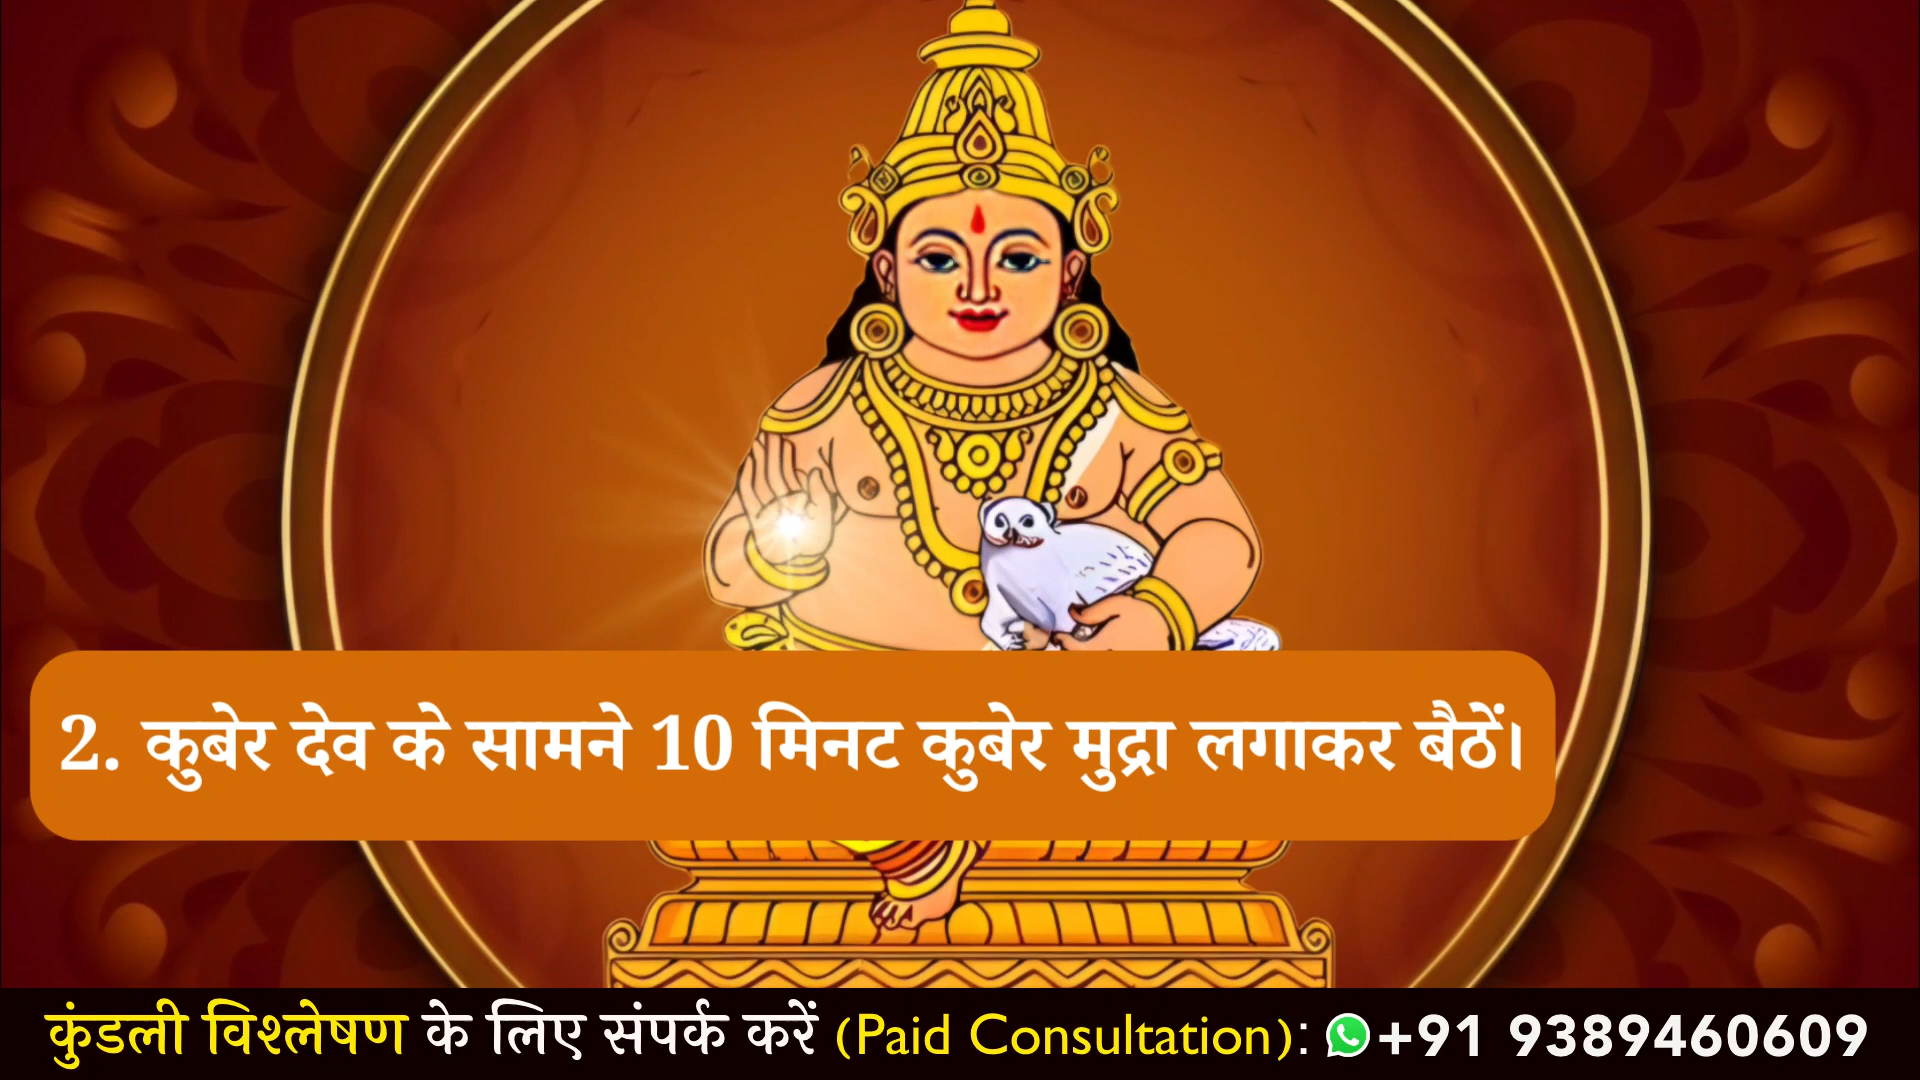 2. कुबेर देव के सामने 10 मिनट कुबेर मुद्रा लगाकर बैठें।
कुंडली विश्लेषण के लिए संपर्क करें (Paid Consultation): +91 9389460609